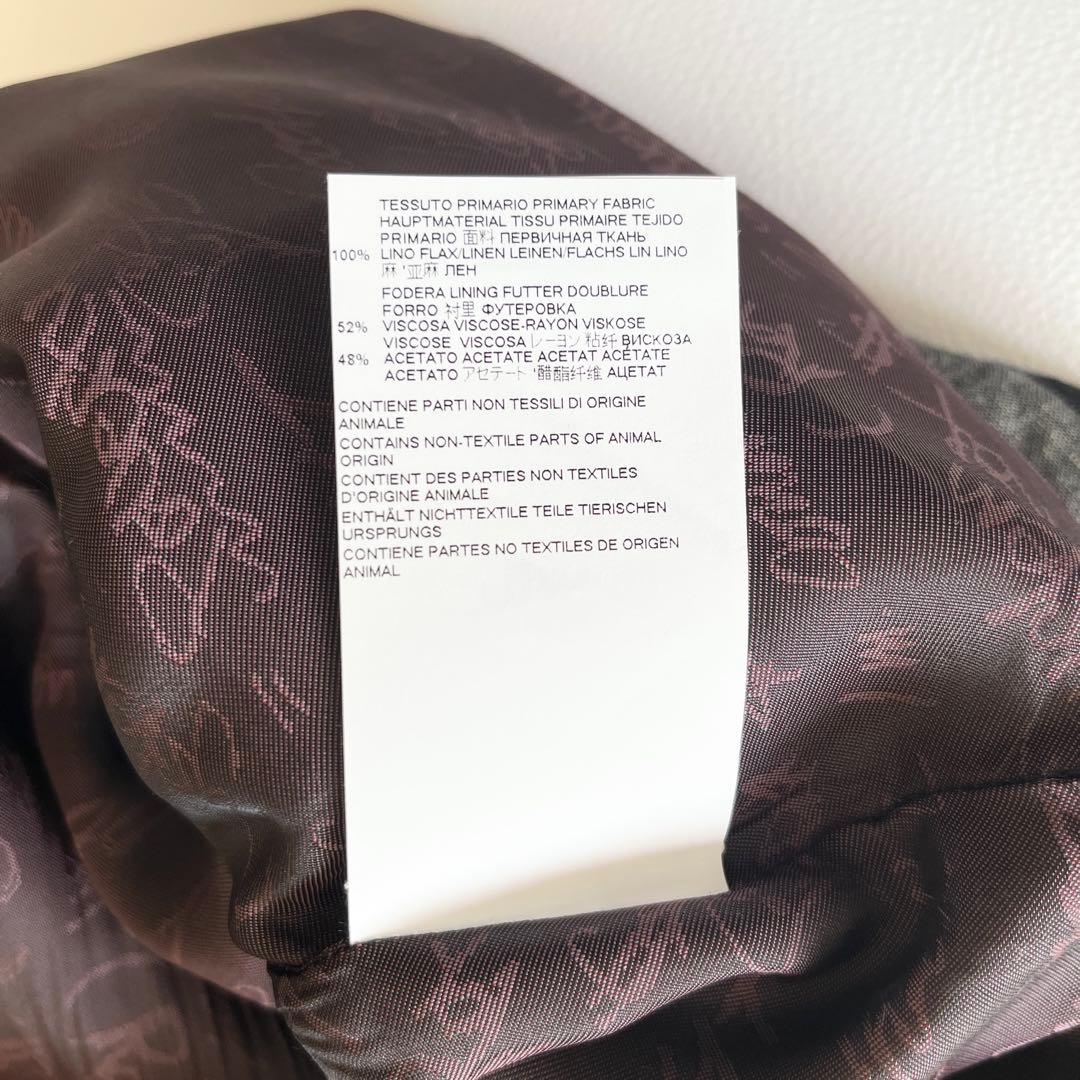 TESSUTO PRIMARIO PRIMARY FABRIC
HAUPTMATERIAL TISSU PRIMAIRE TEJIDO
PRIMARIO 面料 ПЕРВИЧНАЯ ТКАНЬ
100% LINO FLAX/LINEN LEINEN/FLACHS LIN LINO
麻 '亚麻 ЛЕН
FODERA LINING FUTTER DOUBLURE
FORRO 衬里 ФУТЕРОВКА
52% VISCOSA VISCOSE-RAYON VISKOSE
VISCOSE VISCOSA レーヨン 粘纤 ВИСКОЗА
48% ACETATO ACETATE ACETAT ACÉTATE
ACETATO アセテート '醋酯纤维 АЦЕТАТ
CONTIENE PARTI NON TESSILI DI ORIGINE
ANIMALE
CONTAINS NON-TEXTILE PARTS OF ANIMAL
ORIGIN
CONTIENT DES PARTIES NON TEXTILES
D'ORIGINE ANIMALE
ENTHÄLT NICHTTEXTILE TEILE TIERISCHEN
URSPRUNGS
CONTIENE PARTES NO TEXTILES DE ORIGEN
ANIMAL